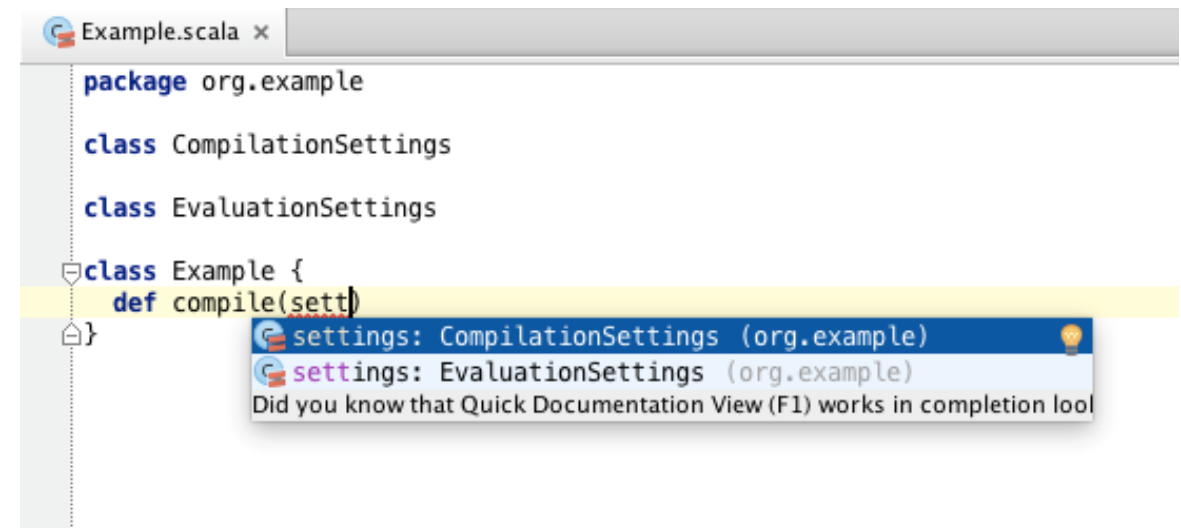 Example.scala ×
package org.example
class CompilationSettings
class EvaluationSettings
class Example {
def compile(sett)
}
settings: CompilationSettings (org.example)
settings: EvaluationSettings (org.example)
Did you know that Quick Documentation View (F1) works in completion